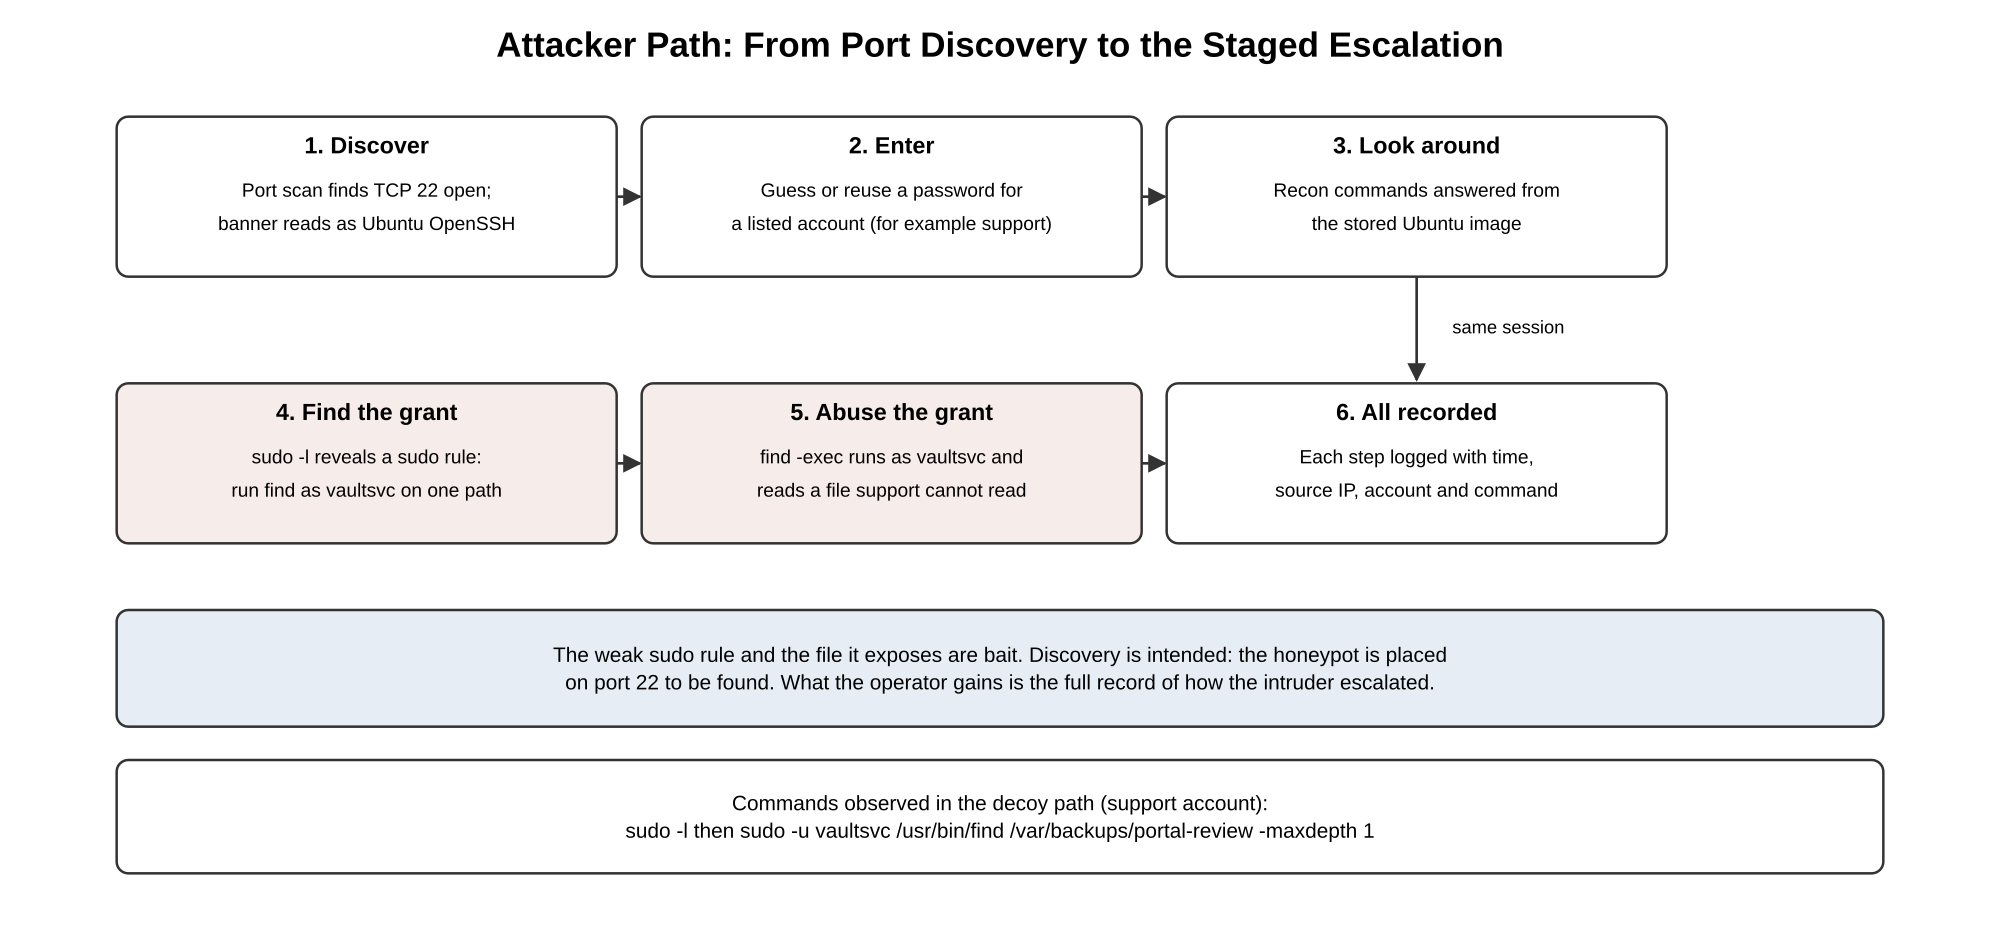 Attacker Path: From Port Discovery to the Staged Escalation
1. Discover
Port scan finds TCP 22 open;
banner reads as Ubuntu OpenSSH
2. Enter
Guess or reuse a password for
a listed account (for example support)
3. Look around
Recon commands answered from
the stored Ubuntu image
same session
4. Find the grant
sudo -l reveals a sudo rule:
run find as vaultsvc on one path
5. Abuse the grant
find -exec runs as vaultsvc and
reads a file support cannot read
6. All recorded
Each step logged with time,
source IP, account and command
The weak sudo rule and the file it exposes are bait. Discovery is intended: the honeypot is placed
on port 22 to be found. What the operator gains is the full record of how the intruder escalated.
Commands observed in the decoy path (support account):
sudo -l then sudo -u vaultsvc /usr/bin/find /var/backups/portal-review -maxdepth 1